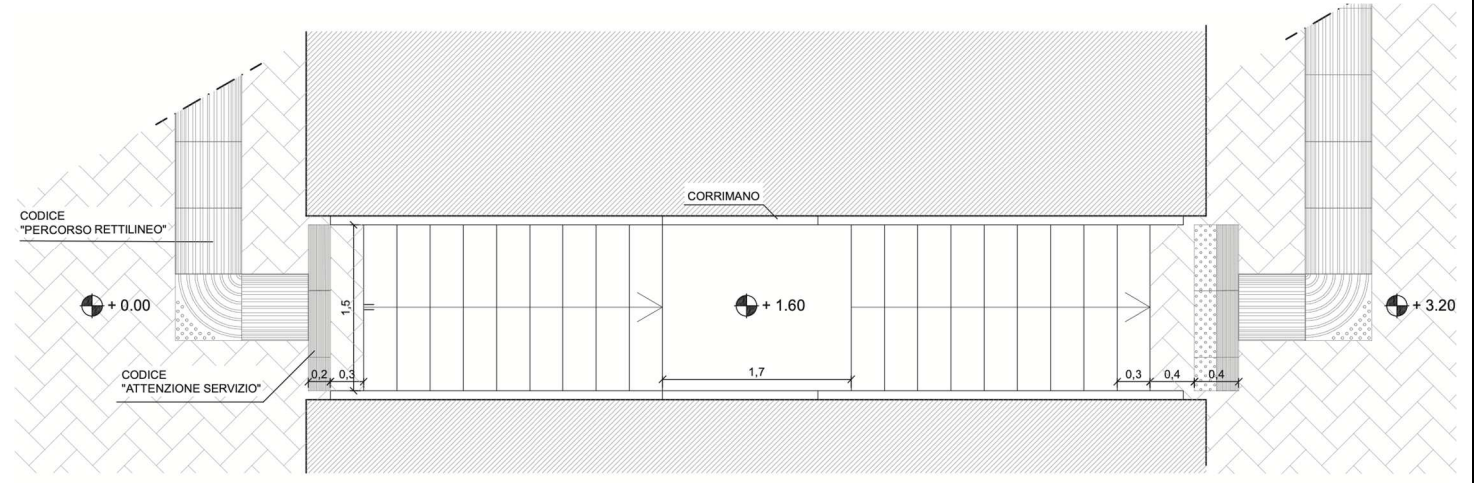 CORRIMANO
CODICE
"PERCORSO RETTILINEO"
+ 0.00
1,5
+ 1.60
+ 3.20
0,2
0,3
1,7
0,3
0,4
0,4
CODICE
"ATTENZIONE SERVIZIO"